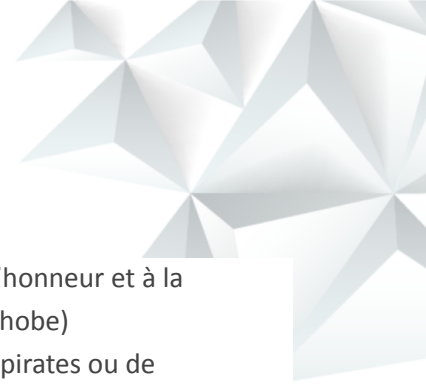 'honneur et à la
hobe)
pirates ou de